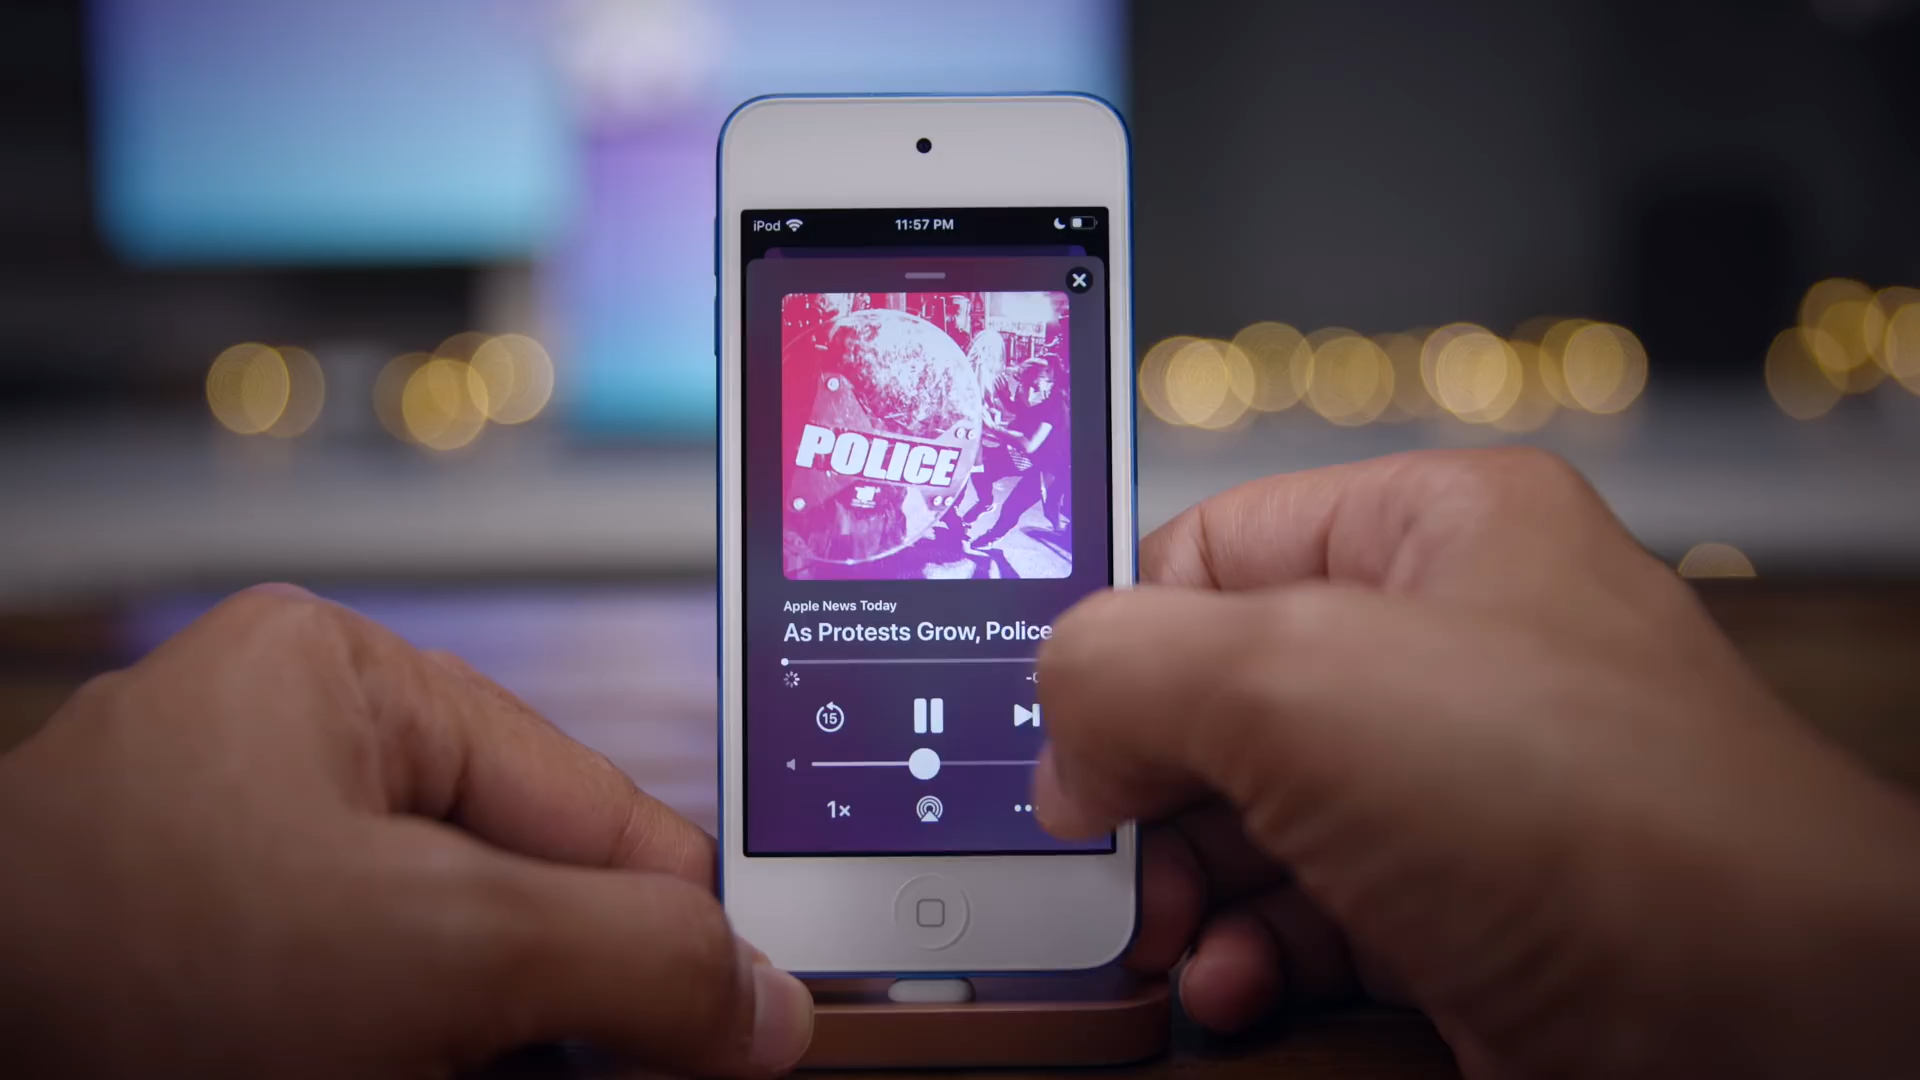 iPod 11:57 PM
POLICE
Apple News Today
As Protests Grow, Police
15
1x